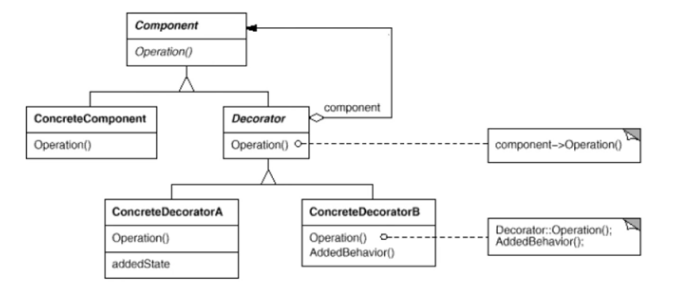 Component
Operation()
ConcreteComponent
Operation()
Decorator
Operation()
component
component->Operation()
ConcreteDecoratorA
Operation()
addedState
ConcreteDecoratorB
Operation()
AddedBehavior()
Decorator::Operation();
AddedBehavior();